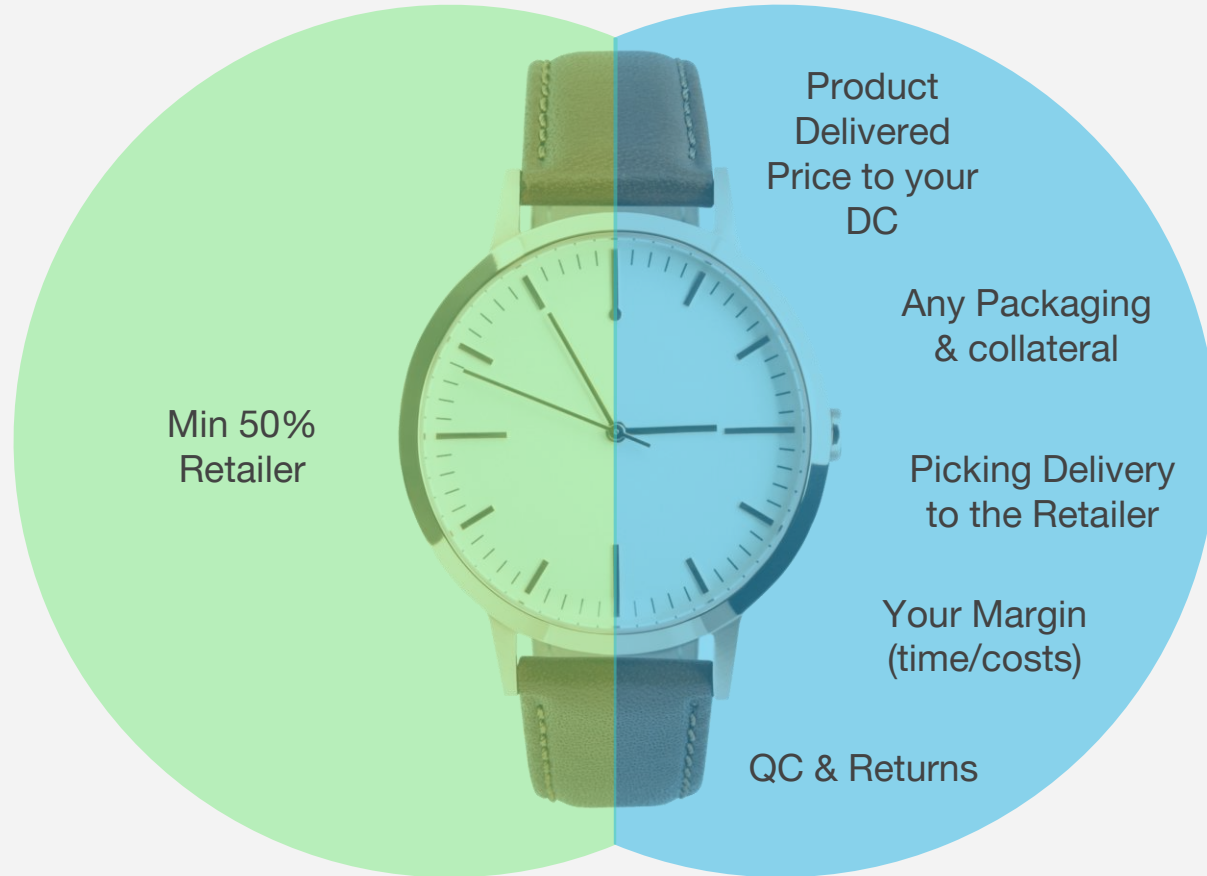 Min 50%
Retailer
Product
Delivered
Price to your
DC
Any Packaging
& collateral
Picking Delivery
to the Retailer
Your Margin
(time/costs)
QC & Returns